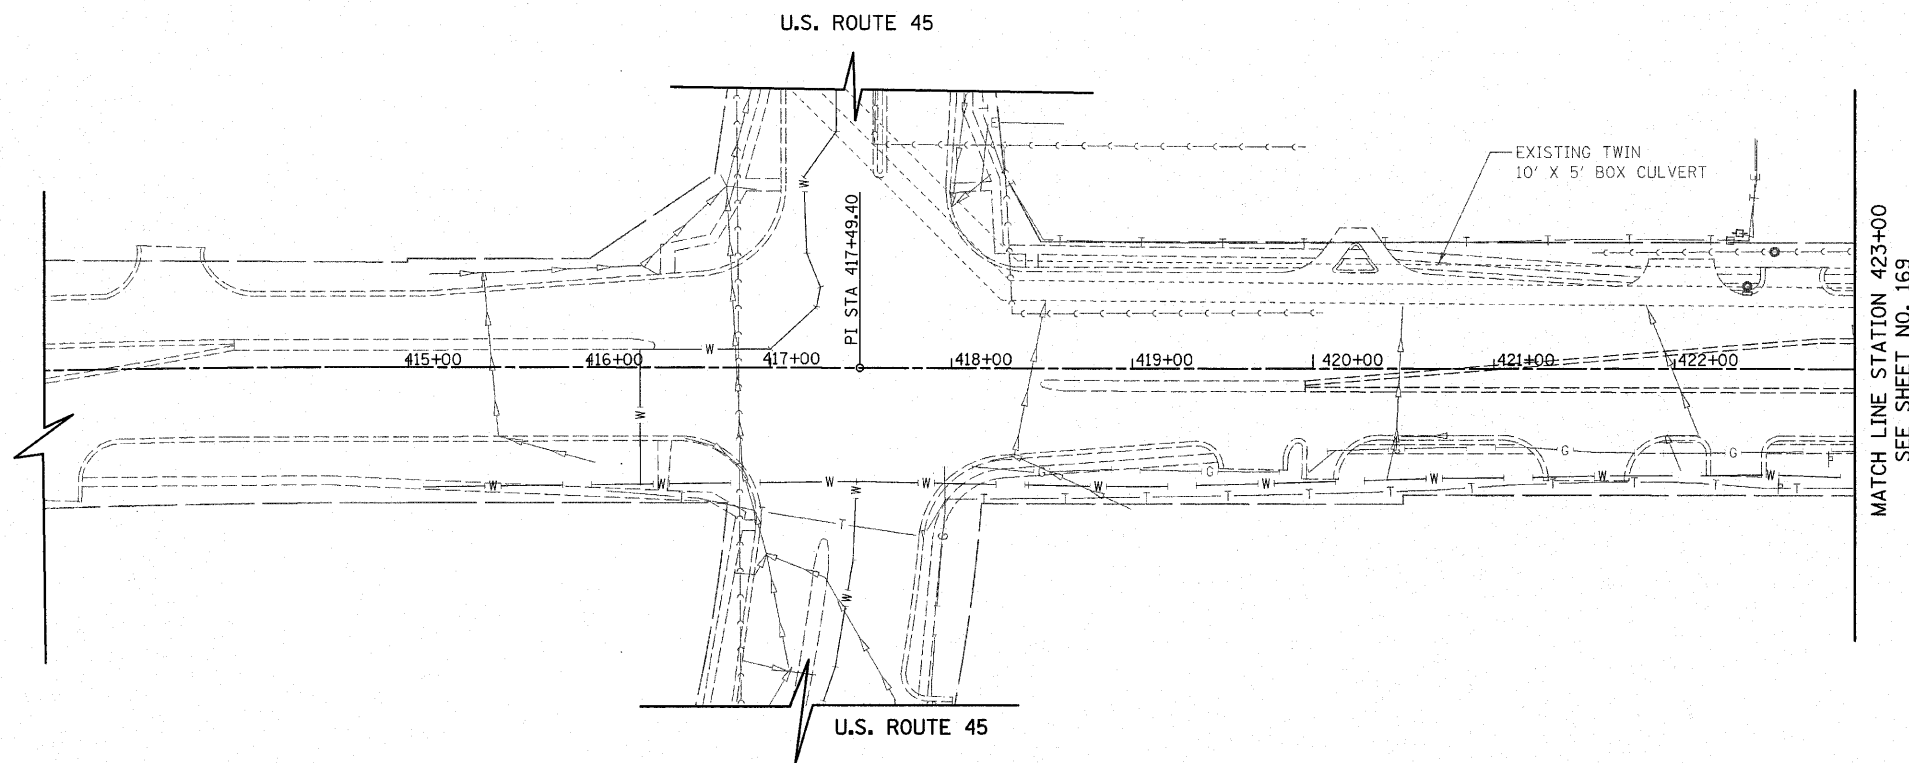 U.S. ROUTE 45
EXISTING TWIN
10' X 5' BOX CULVERT
PI STA 417+49.40
415+00
416+00
417+00
418+00
419+00
420+00
421+00
422+00
MATCH LINE STATION 423+00
SEE SHEET NO. 169
E
W
W
W
T T T T T T T T
G
G
G
G
W W W W W W W W W
W
W
T
T T T T T T T T T
U.S. ROUTE 45